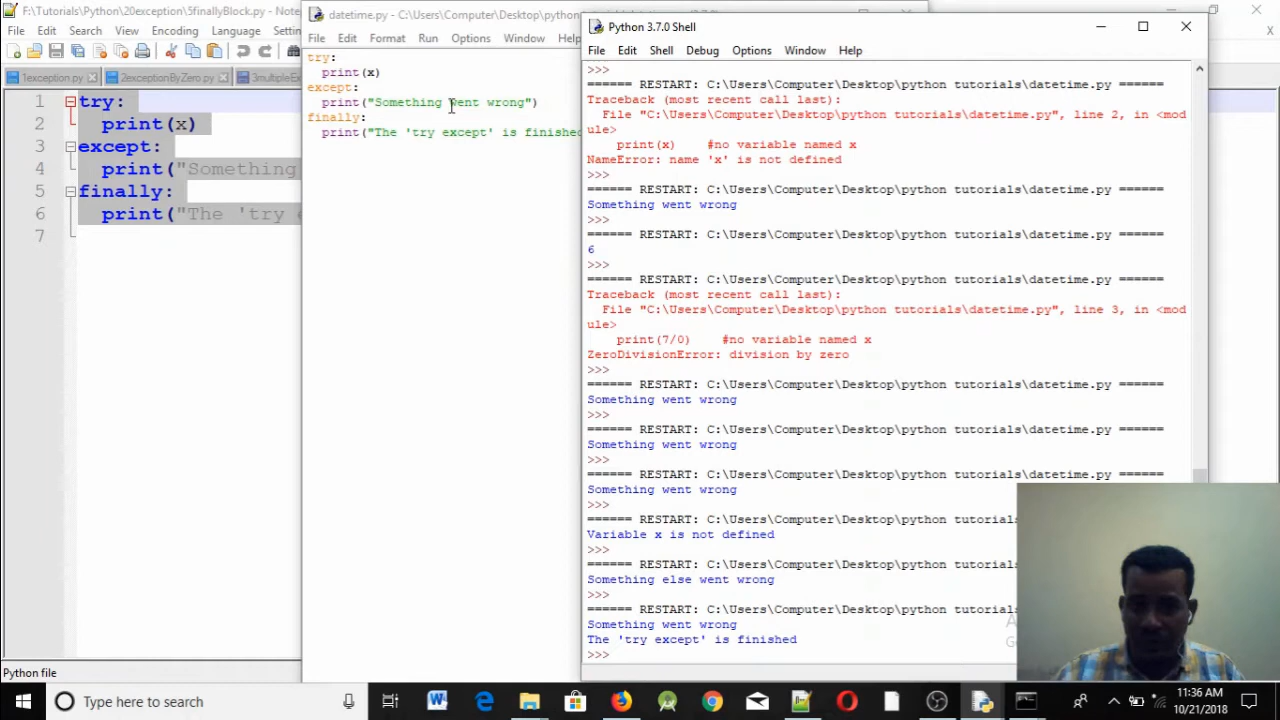 F:\Tutorials\Python\20exception\5finallyBlock.py - Note
File Edit Search View Encoding Language
1exception.py 2exceptionByZero.py 3multipleEx
1 try:
2 print(x)
3 except:
4 print("Something
5 finally:
6 print("The 'try e
7
Python file
datetime.py - C:\Users\Computer\Desktop\python tutorials\datetime.py
File Edit Format Run Options Window Help
try:
print(x)
except:
print("Something went wrong")
finally:
print("The 'try except' is finished
Python 3.7.0 Shell
File Edit Shell Debug Options Window Help
>>>
====== RESTART: C:\Users\Computer\Desktop\python tutorials\datetime.py ======
Traceback (most recent call last):
File "C:\Users\Computer\Desktop\python tutorials\datetime.py", line 2, in <mod
ule>
print(x) #no variable named x
NameError: name 'x' is not defined
>>>
====== RESTART: C:\Users\Computer\Desktop\python tutorials\datetime.py ======
Something went wrong
>>>
====== RESTART: C:\Users\Computer\Desktop\python tutorials\datetime.py ======
6
>>>
====== RESTART: C:\Users\Computer\Desktop\python tutorials\datetime.py ======
Traceback (most recent call last):
File "C:\Users\Computer\Desktop\python tutorials\datetime.py", line 3, in <mod
ule>
print(7/0) #no variable named x
ZeroDivisionError: division by zero
>>>
====== RESTART: C:\Users\Computer\Desktop\python tutorials\datetime.py ======
Something went wrong
>>>
====== RESTART: C:\Users\Computer\Desktop\python tutorials\datetime.py ======
Something went wrong
>>>
====== RESTART: C:\Users\Computer\Desktop\python tutorials\datetime.py ======
Something went wrong
>>>
====== RESTART: C:\Users\Computer\Desktop\python tutorials
Variable x is not defined
>>>
====== RESTART: C:\Users\Computer\Desktop\python tutorials
Something else went wrong
>>>
====== RESTART: C:\Users\Computer\Desktop\python tutorials
Something went wrong
The 'try except' is finished
>>>
Type here to search
11:36 AM
10/21/2018